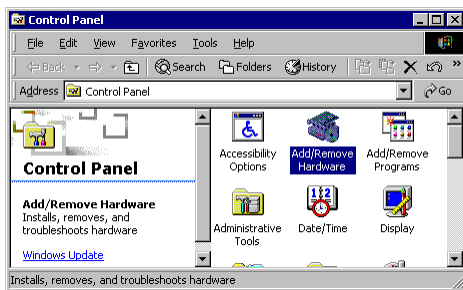 Control Panel
File Edit View Favorites Tools Help
Back Search Folders History »
Address Control Panel Go
Control Panel
Add/Remove Hardware
Installs, removes, and
troubleshoots hardware
Windows Update
Accessibility
Options
Add/Remove
Hardware
Add/Remove
Programs
12
Administrative
Tools
Date/Time
Display
Installs, removes, and troubleshoots hardware